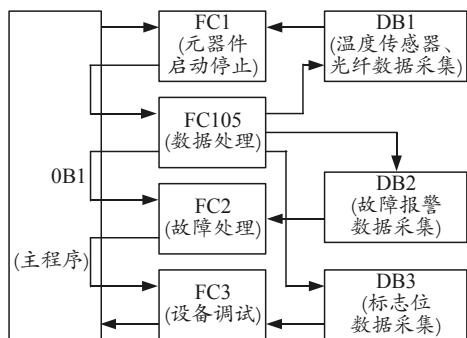 0B1
(主程序)
FC1
(元器件
启动停止)
FC105
(数据处理)
FC2
(故障处理)
FC3
(设备调试)
DB1
(温度传感器、
光纤数据采集)
DB2
(故障报警
数据采集)
DB3
(标志位
数据采集)